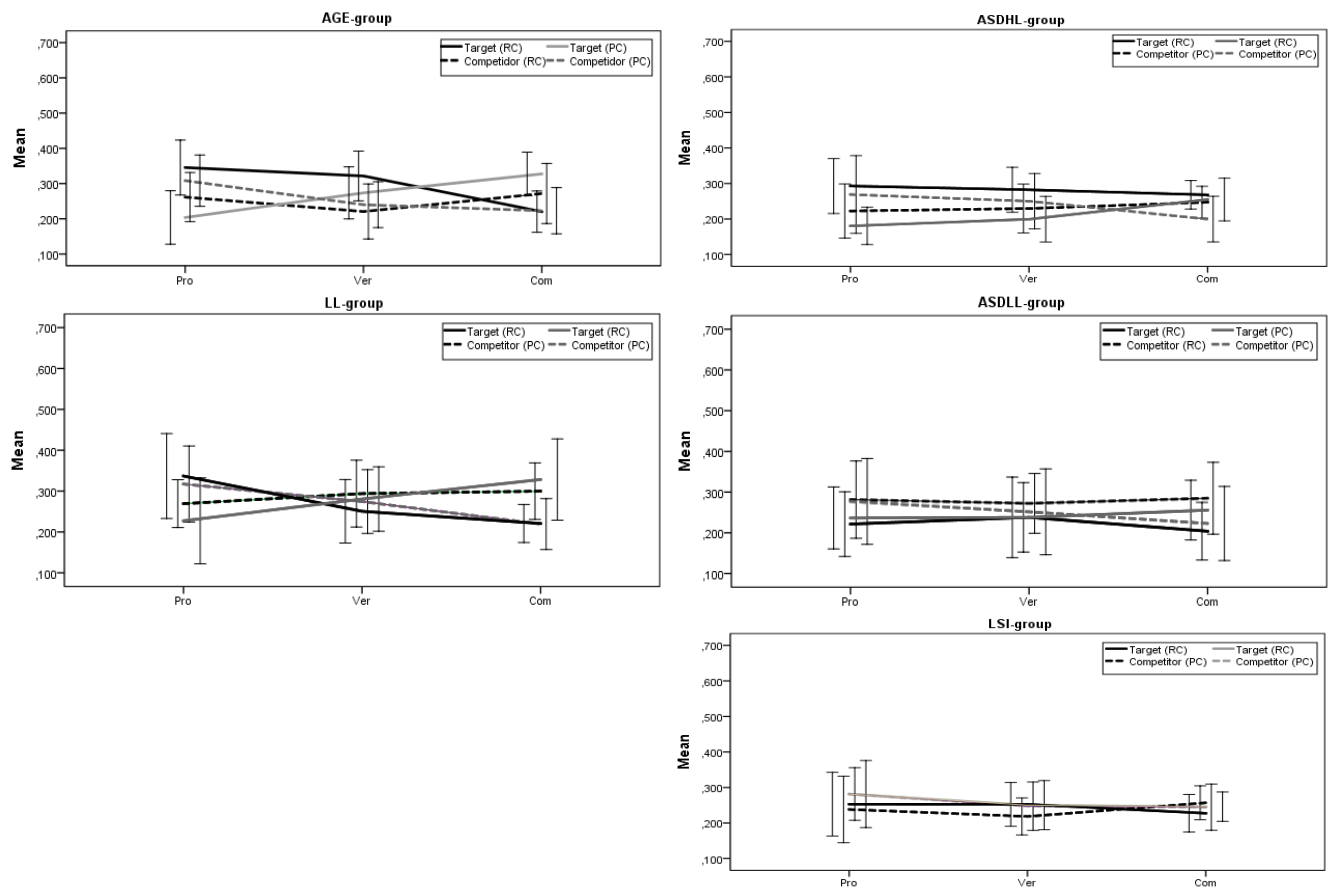 AGE-group
Target (RC) Target (PC)
Competidor (RC) Competidor (PC)
Mean
,700
,600
,500
,400
,300
,200
,100
Pro Ver Com
ASDHL-group
Target (RC) Target (RC)
Competitor (RC) Competitor (PC)
Mean
,700
,600
,500
,400
,300
,200
,100
Pro Ver Com
LL-group
Target (RC) Target (RC)
Competitor (PC) Competitor (PC)
Mean
,700
,600
,500
,400
,300
,200
,100
Pro Ver Com
ASDLL-group
Target (RC) Target (PC)
Competitor (RC) Competitor (PC)
Mean
,700
,600
,500
,400
,300
,200
,100
Pro Ver Com
LSI-group
Target (RC) Target (RC)
Competitor (PC) Competitor (PC)
Mean
,700
,600
,500
,400
,300
,200
,100
Pro Ver Com